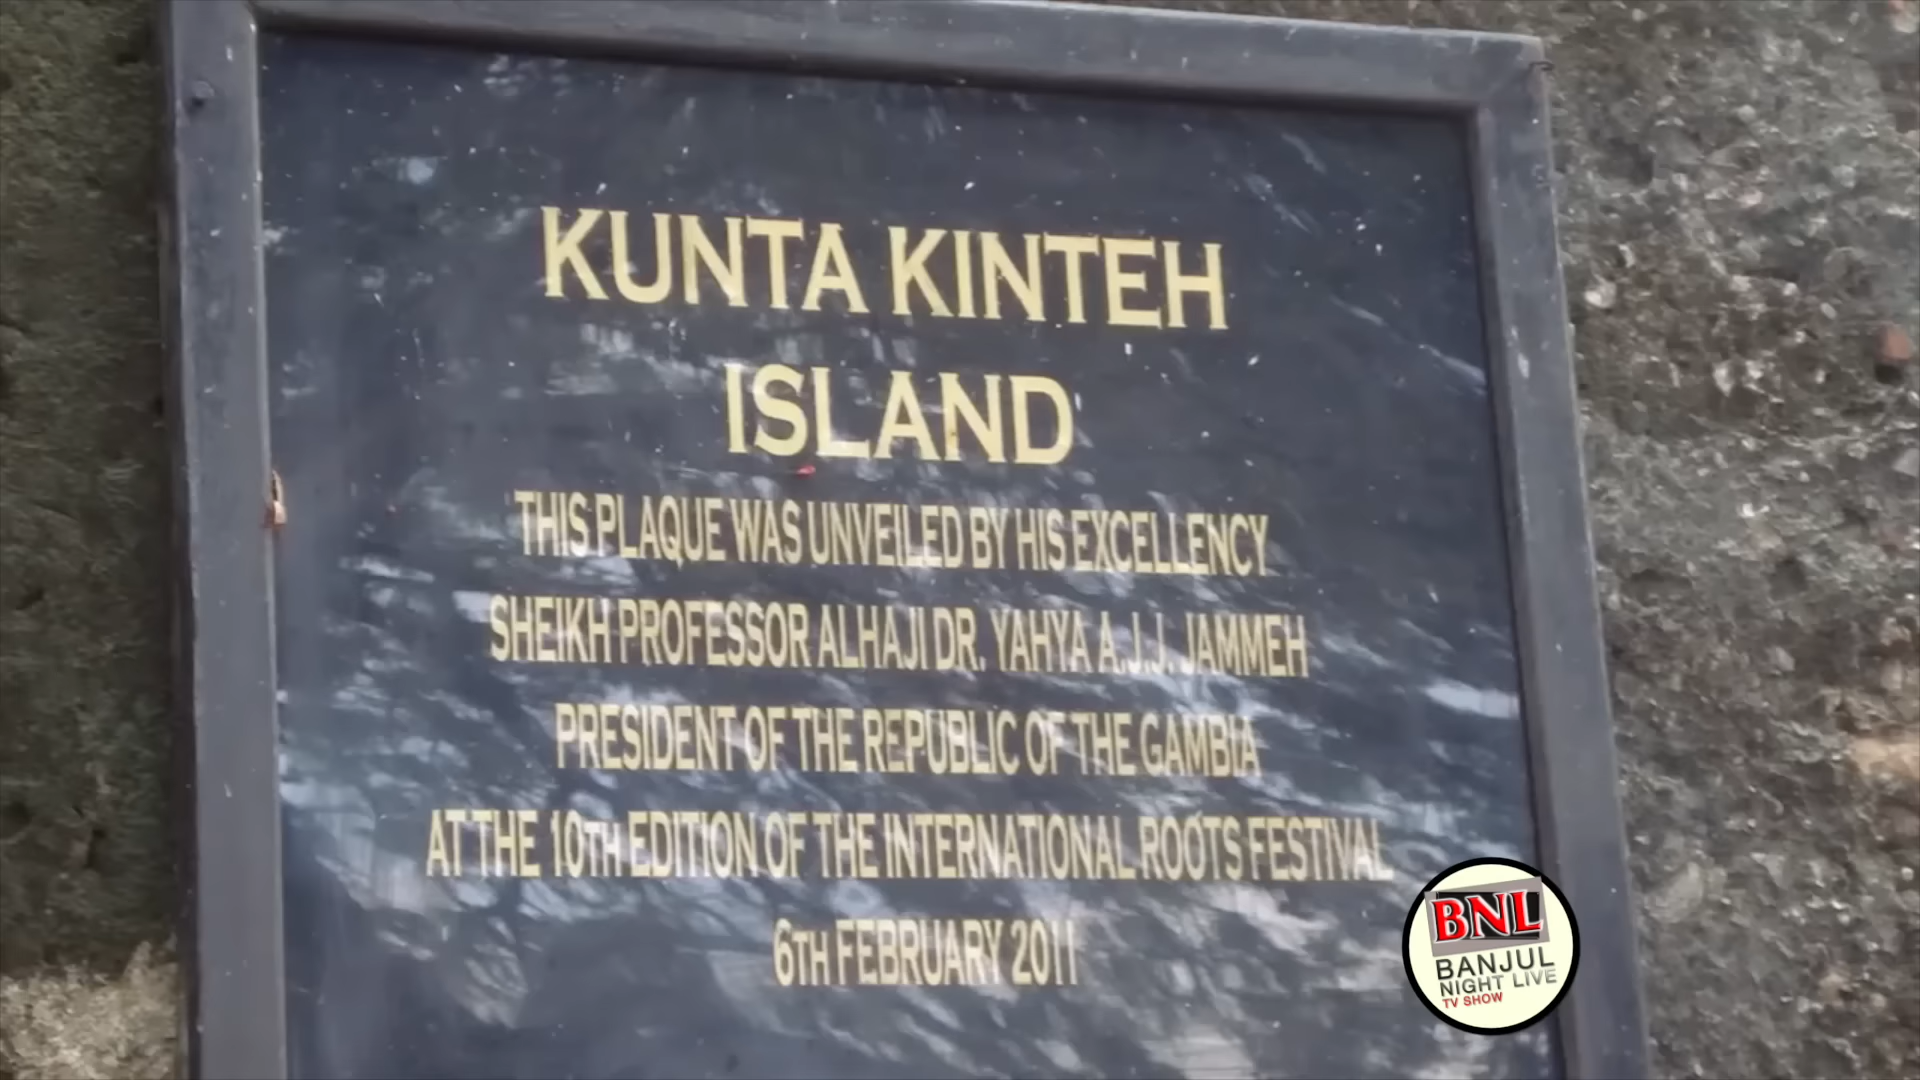 KUNTA KINTEH
ISLAND
THIS PLAQUE WAS UNVEILED BY HIS EXCELLENCY
SHEIKH PROFESSOR ALHAJI DR. YAHYA A.J.J. JAMMEH
PRESIDENT OF THE REPUBLIC OF THE GAMBIA
AT THE 10TH EDITION OF THE INTERNATIONAL ROOTS FESTIVAL
6TH FEBRUARY 2011
BNL
BANJUL
NIGHT LIVE
TV SHOW